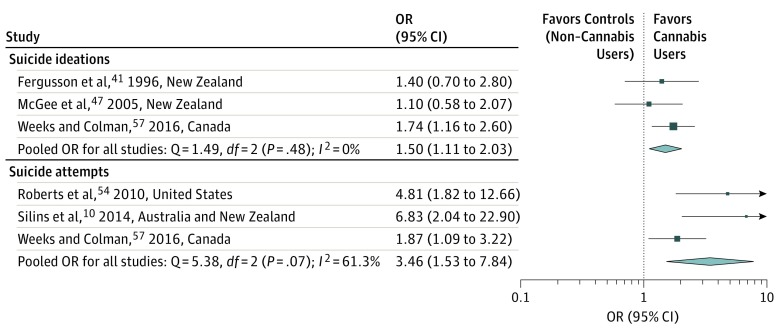 OR
Favors Controls Favors
Study (95% CI) (Non-Cannabis Cannabis
Users) Users
Suicide ideations
Fergusson et al,41 1996, New Zealand 1.40 (0.70 to 2.80)
McGee et al,47 2005, New Zealand 1.10 (0.58 to 2.07)
Weeks and Colman,57 2016, Canada 1.74 (1.16 to 2.60)
Pooled OR for all studies: Q = 1.49, df = 2 (P = .48); I2 = 0% 1.50 (1.11 to 2.03)
Suicide attempts
Roberts et al,54 2010, United States 4.81 (1.82 to 12.66)
Silins et al,10 2014, Australia and New Zealand 6.83 (2.04 to 22.90)
Weeks and Colman,57 2016, Canada 1.87 (1.09 to 3.22)
Pooled OR for all studies: Q = 5.38, df = 2 (P = .07); I2 = 61.3% 3.46 (1.53 to 7.84)
0.1 1 10
OR (95% CI)